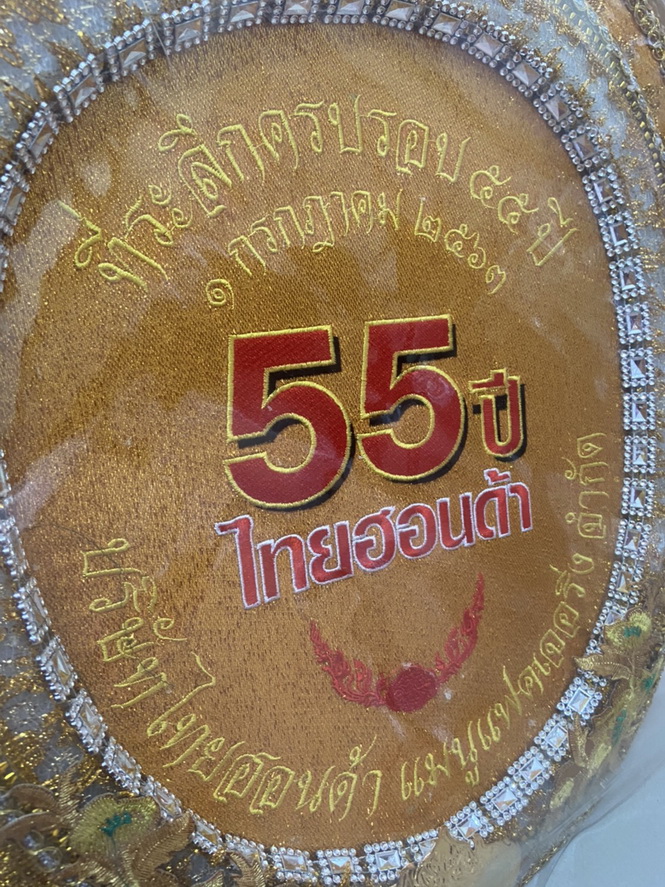 ที่ระลึกครบรอบ ๕๕ ปี
๑ กรกฎาคม ๒๕๖๓
55 ปี
ไทยฮอนด้า
บริษัท ไทยฮอนด้า แมนูแฟคเจอริ่ง จำกัด